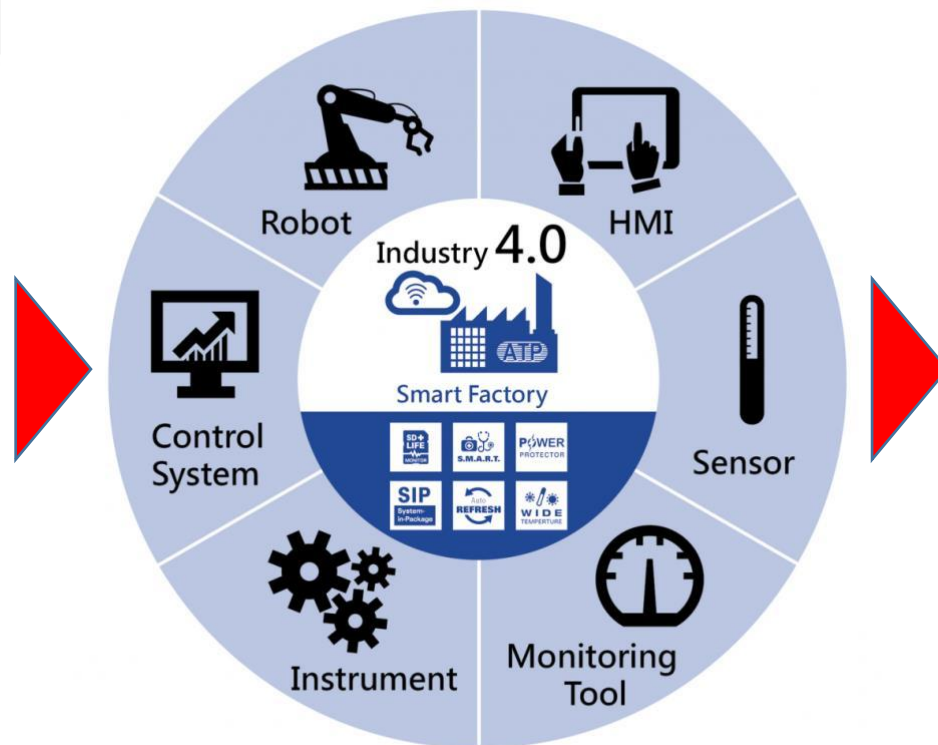 Robot
HMI
Industry 4.0
ATP
Smart Factory
Control
System
Sensor
SD+
LIFE
MONITOR
S.M.A.R.T.
POWER
PROTECTOR
SIP
System-
in-Package
Auto
REFRESH
WIDE
TEMPERTURE
Instrument
Monitoring
Tool